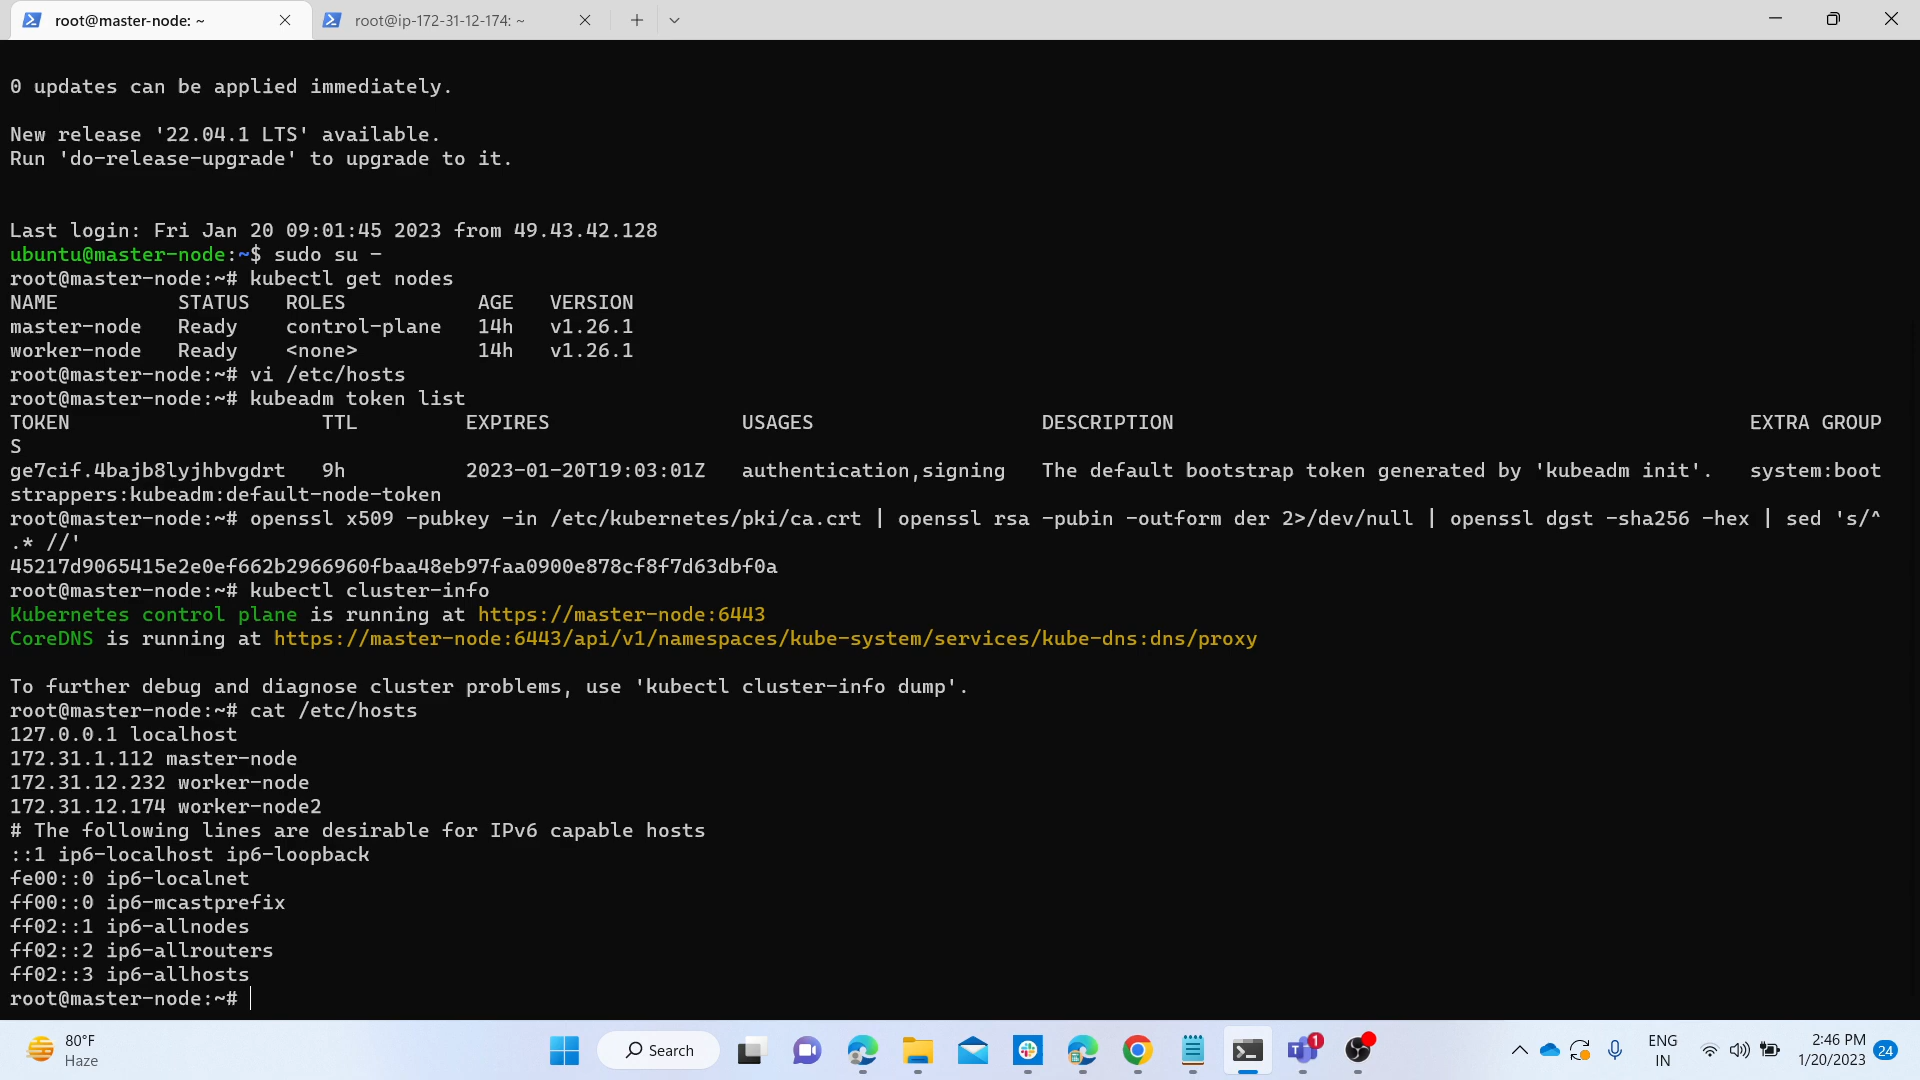 root@master-node: ~
root@ip-172-31-12-174: ~
0 updates can be applied immediately.
New release '22.04.1 LTS' available.
Run 'do-release-upgrade' to upgrade to it.
Last login: Fri Jan 20 09:01:45 2023 from 49.43.42.128
ubuntu@master-node:~$ sudo su -
root@master-node:~# kubectl get nodes
NAME STATUS ROLES AGE VERSION
master-node Ready control-plane 14h v1.26.1
worker-node Ready <none> 14h v1.26.1
root@master-node:~# vi /etc/hosts
root@master-node:~# kubeadm token list
TOKEN TTL EXPIRES USAGES DESCRIPTION EXTRA GROUP
S
ge7cif.4bajb8lyjhbvgdrt 9h 2023-01-20T19:03:01Z authentication,signing The default bootstrap token generated by 'kubeadm init'. system:boot
strappers:kubeadm:default-node-token
root@master-node:~# openssl x509 -pubkey -in /etc/kubernetes/pki/ca.crt | openssl rsa -pubin -outform der 2>/dev/null | openssl dgst -sha256 -hex | sed 's/^
.* //'
45217d9065415e2e0ef662b2966960fbaa48eb97faa0900e878cf8f7d63dbf0a
root@master-node:~# kubectl cluster-info
Kubernetes control plane is running at https://master-node:6443
CoreDNS is running at https://master-node:6443/api/v1/namespaces/kube-system/services/kube-dns:dns/proxy
To further debug and diagnose cluster problems, use 'kubectl cluster-info dump'.
root@master-node:~# cat /etc/hosts
127.0.0.1 localhost
172.31.1.112 master-node
172.31.12.232 worker-node
172.31.12.174 worker-node2
# The following lines are desirable for IPv6 capable hosts
::1 ip6-localhost ip6-loopback
fe00::0 ip6-localnet
ff00::0 ip6-mcastprefix
ff02::1 ip6-allnodes
ff02::2 ip6-allrouters
ff02::3 ip6-allhosts
root@master-node:~#
80°F
Haze
Search
1
ENG
IN
2:46 PM
1/20/2023
24